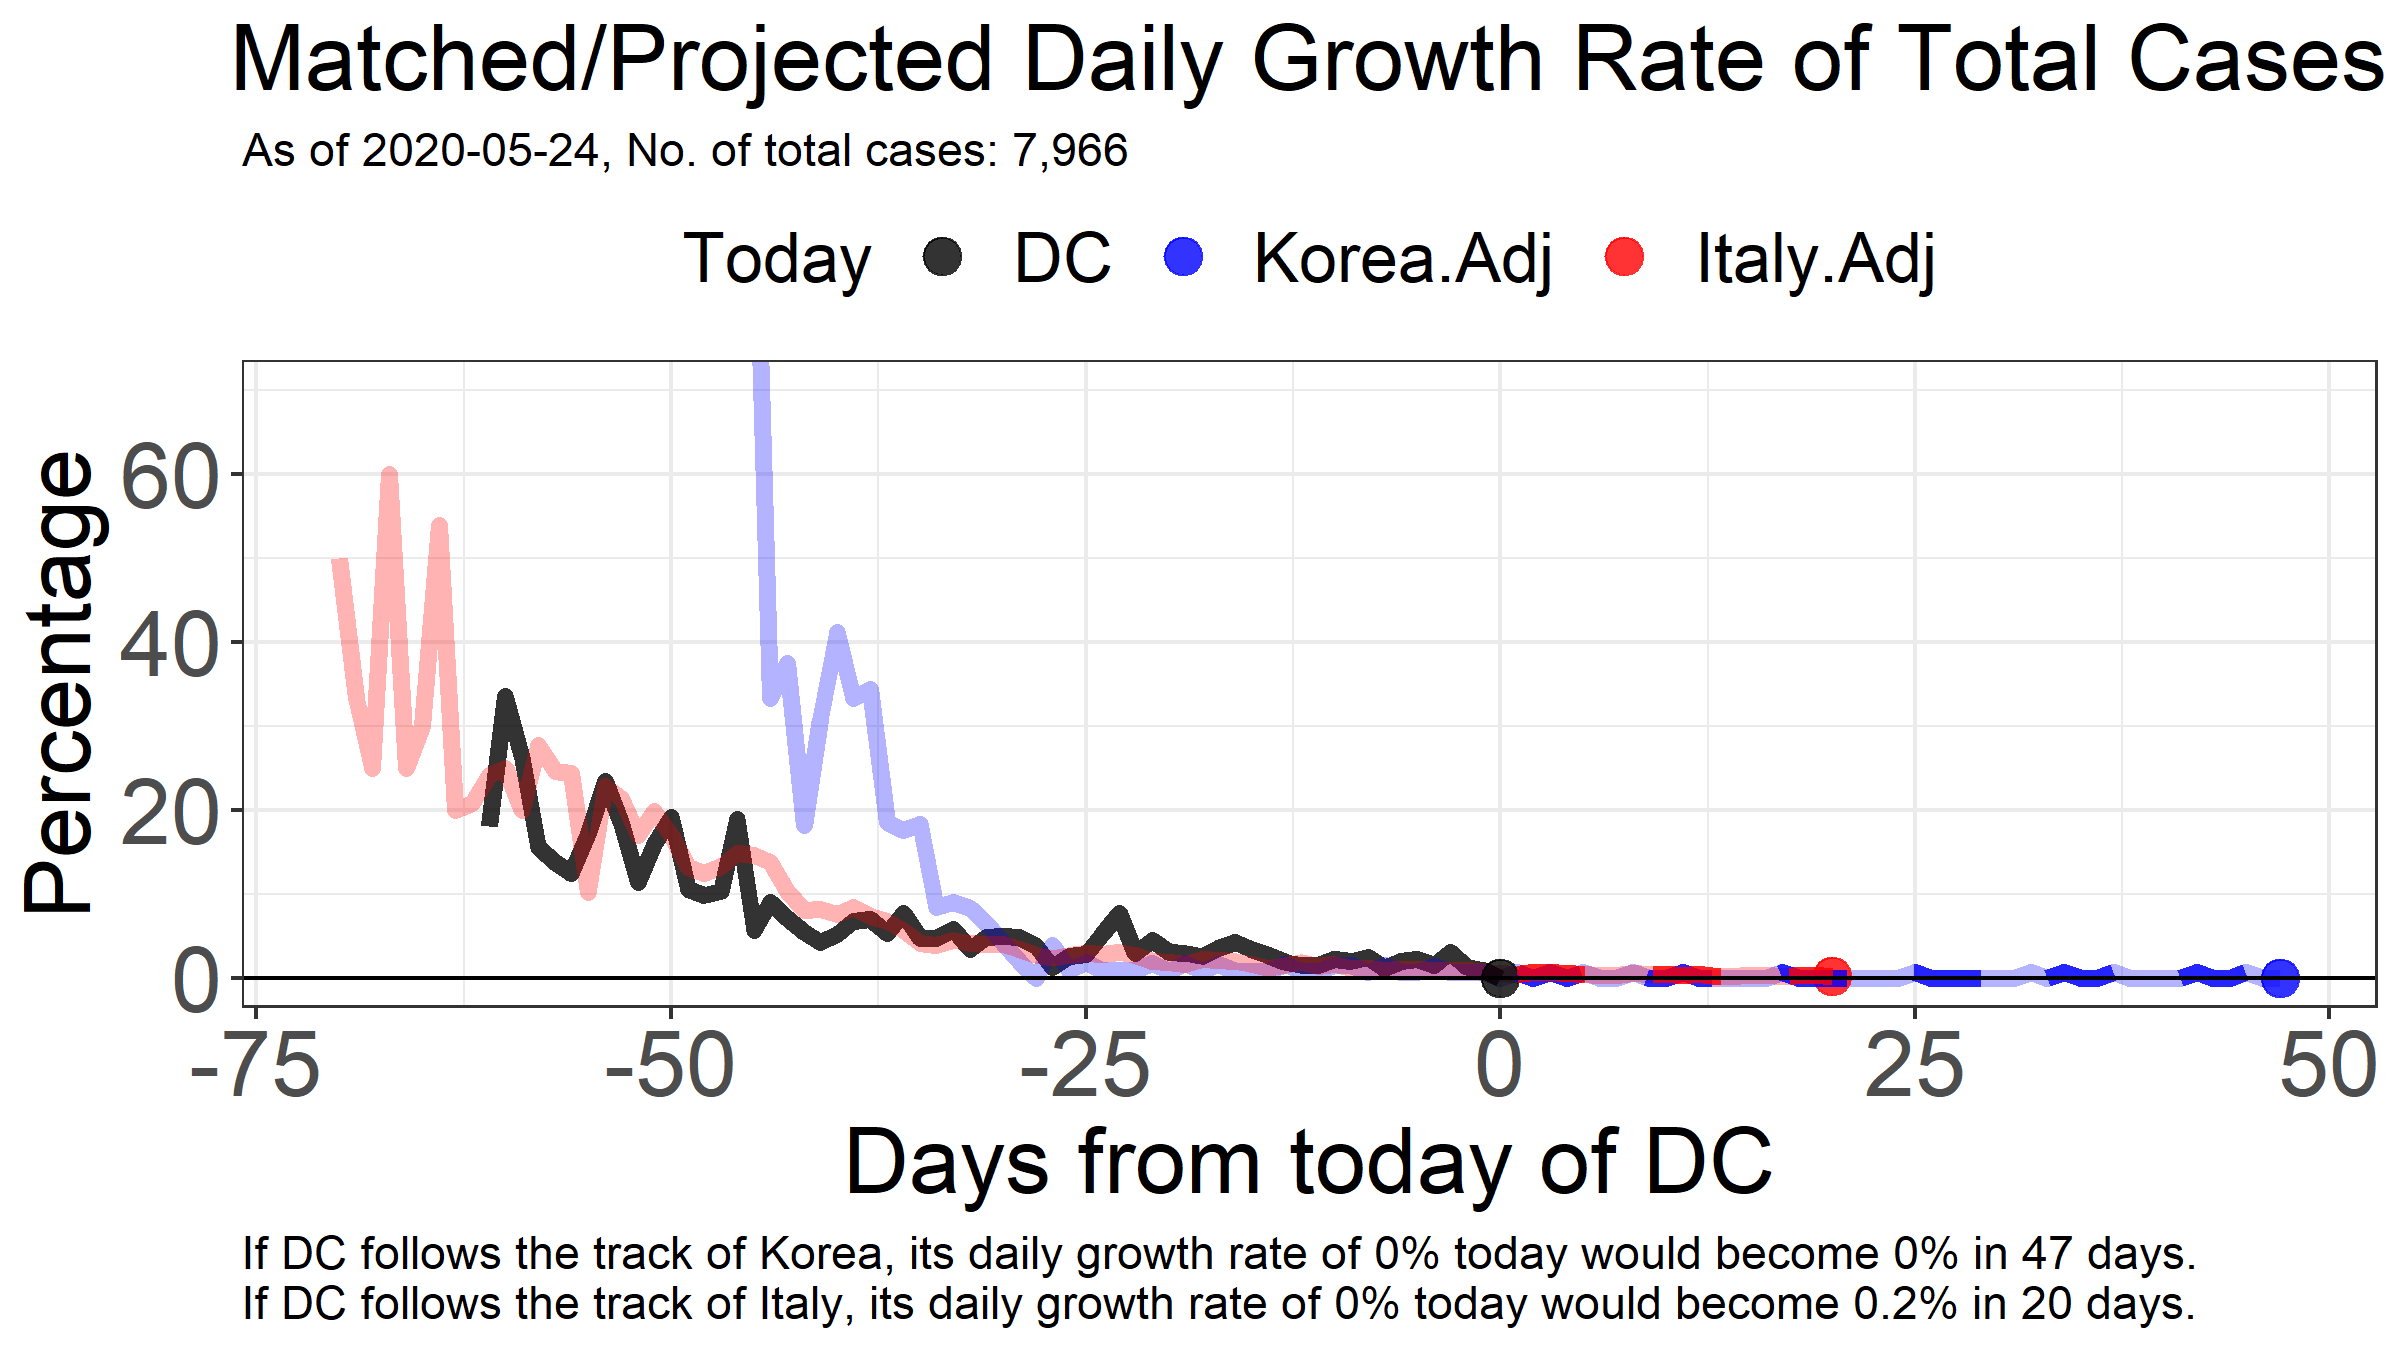 Matched/Projected Daily Growth Rate of Total Cases
As of 2020-05-24, No. of total cases: 7,966
Today DC Korea.Adj Italy.Adj
Percentage
60
40
20
0
-75 -50 -25 0 25 50
Days from today of DC
If DC follows the track of Korea, its daily growth rate of 0% today would become 0% in 47 days.
If DC follows the track of Italy, its daily growth rate of 0% today would become 0.2% in 20 days.